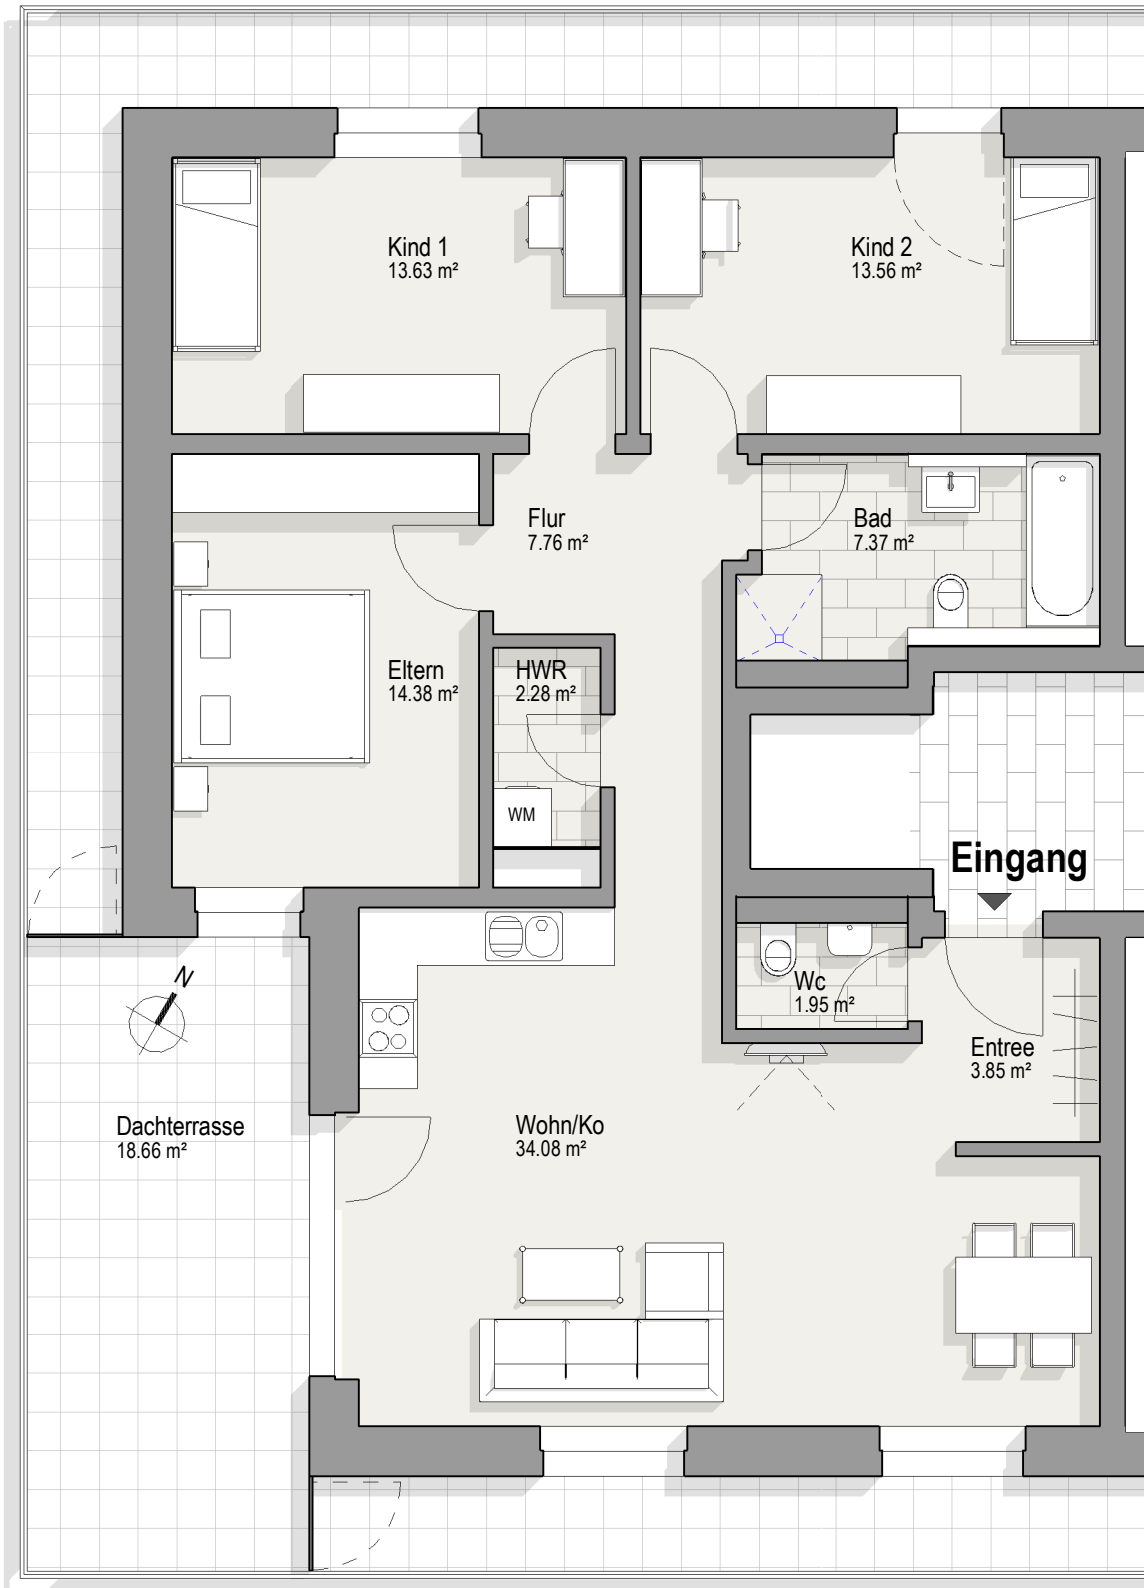 Kind 1
13.63 m²
Kind 2
13.56 m²
Flur
7.76 m²
Bad
7.37 m²
Eltern
14.38 m²
HWR
2.28 m²
WM
Eingang
N
Wc
1.95 m²
Entree
3.85 m²
Dachterrasse
18.66 m²
Wohn/Ko
34.08 m²